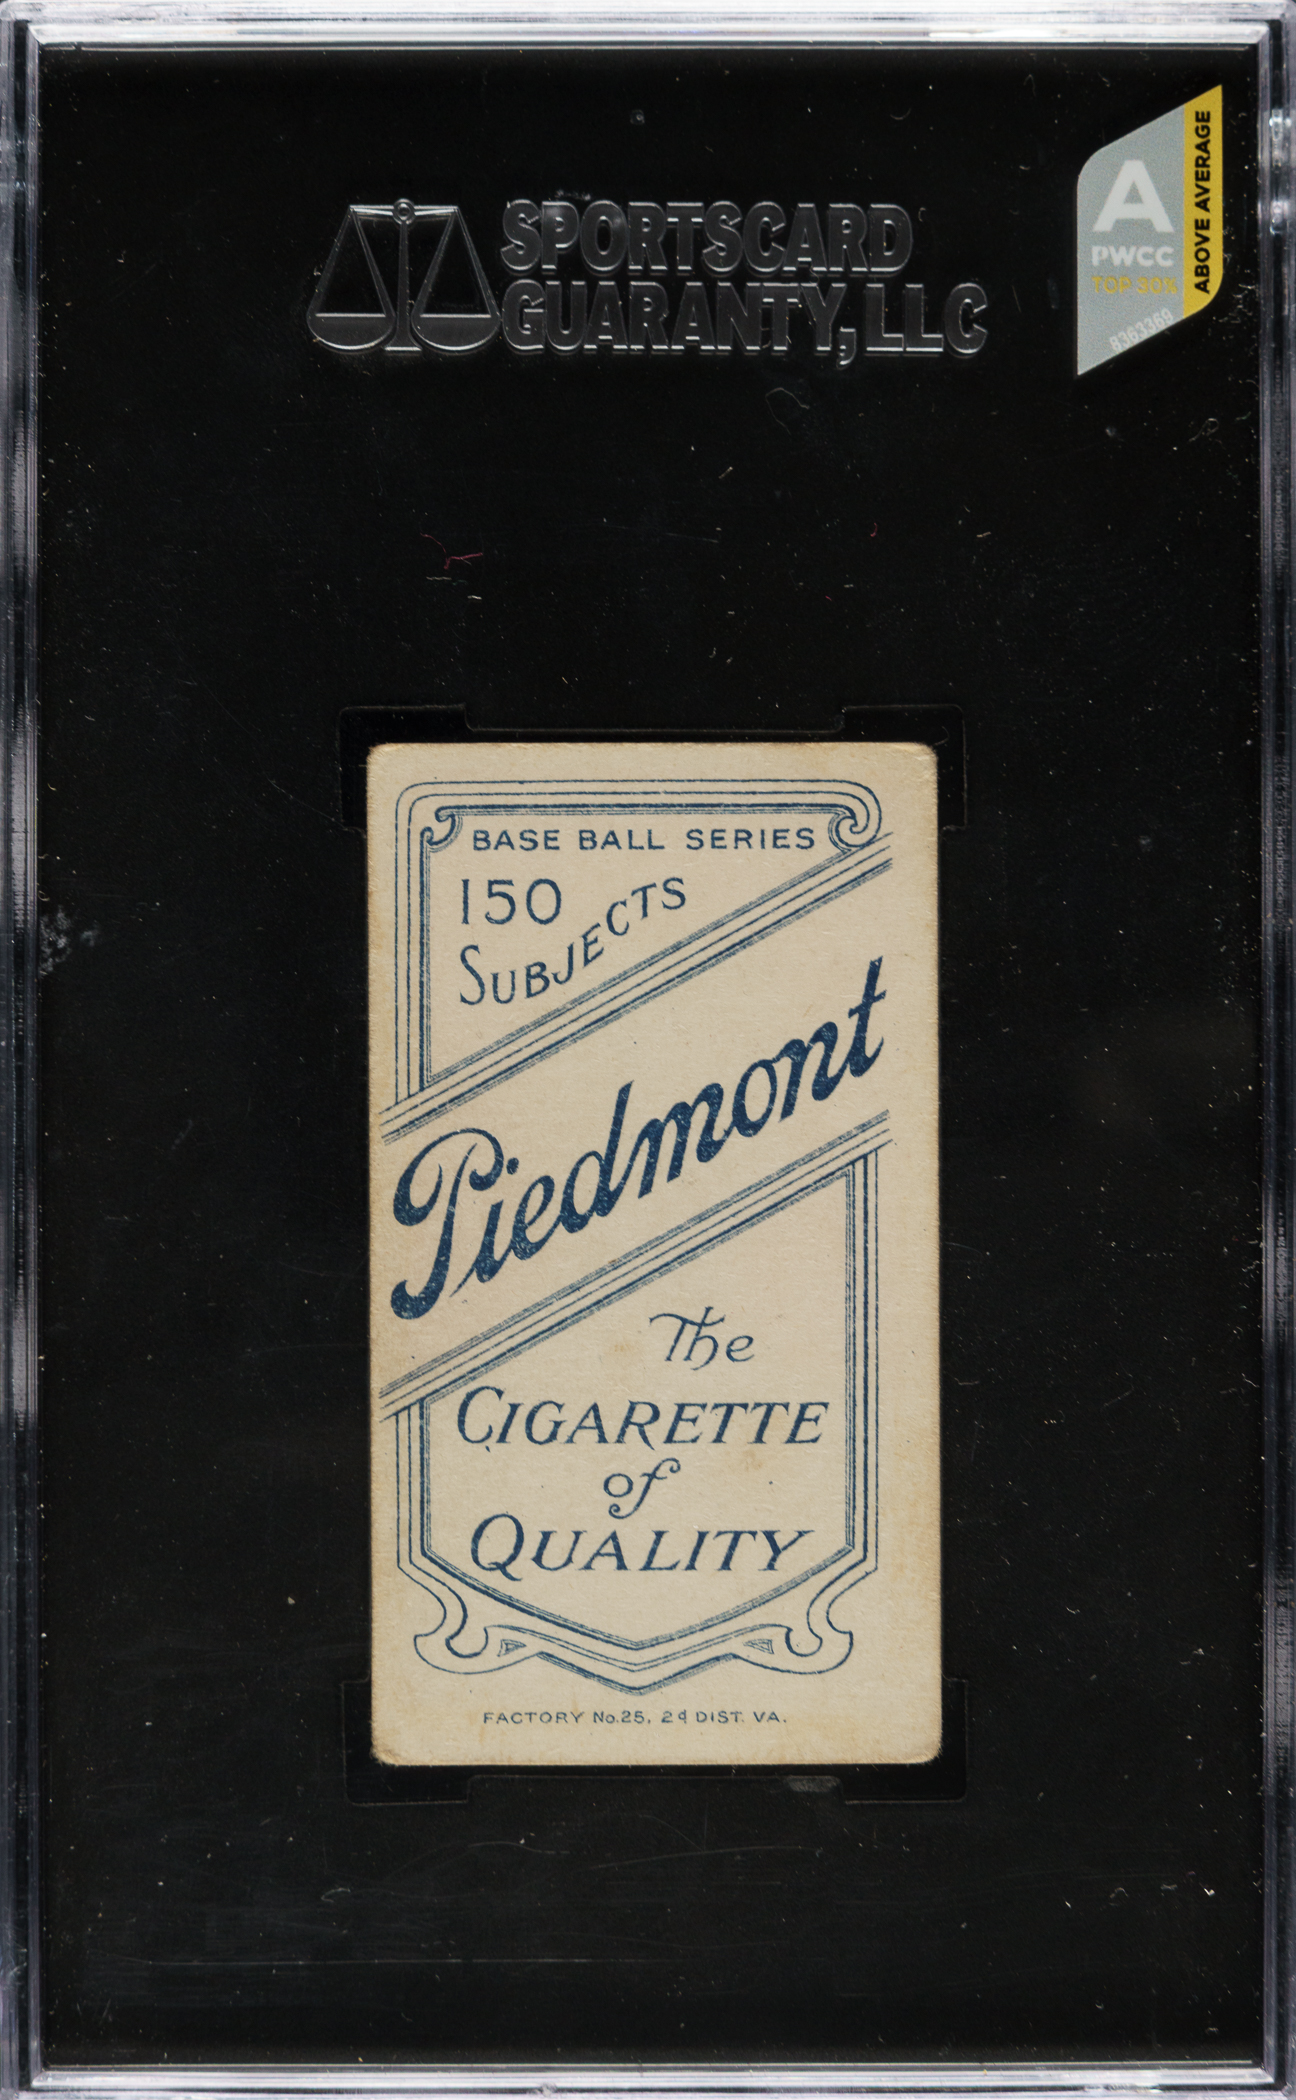 SPORTSCARD
GUARANTY, LLC
A
PWCC
TOP 30%
ABOVE AVERAGE
8363369
BASE BALL SERIES
150
SUBJECTS
Piedmont
The
CIGARETTE
of
QUALITY
FACTORY No. 25, 2d DIST. VA.